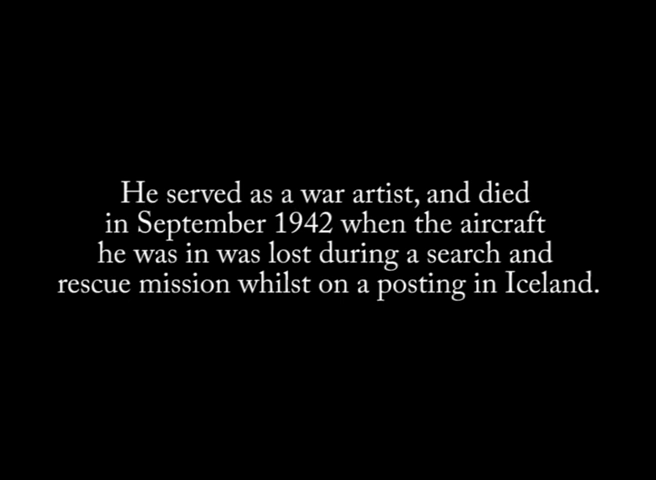 He served as a war artist, and died
in September 1942 when the aircraft
he was in was lost during a search and
rescue mission whilst on a posting in Iceland.